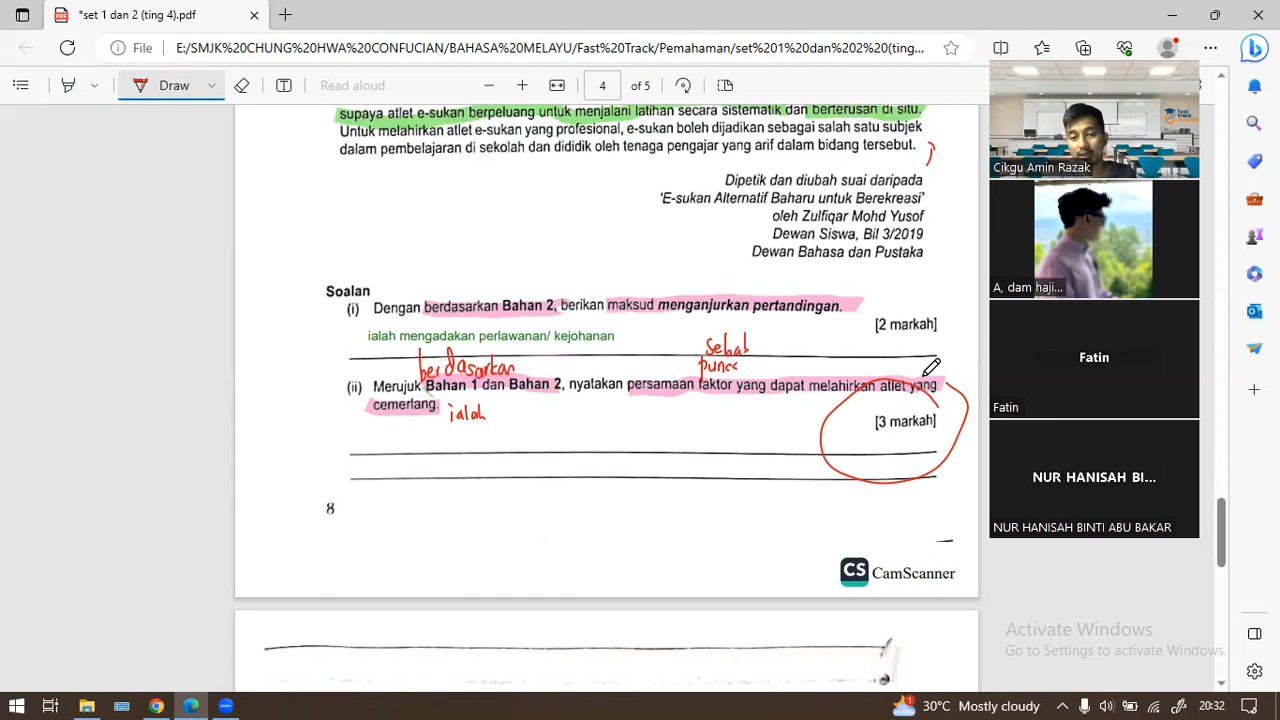 *set 1 and 2 (ting 4).pdf
File
E:/SMJK%20CHUNG%20HWA%20CONFUCIAN/BAHASA%20MELAYU/Fast%20Track/Pemahaman/set%201%20dan%202%20(ting...
Draw
Read aloud
4 of 5
supaya atlet e-sukan berpeluang untuk menjalani latihan secara sistematik dan berterusan di situ.
Untuk melahirkan atlet e-sukan yang profesional, e-sukan boleh dijadikan sebagai salah satu subjek
dalam pembelajaran di sekolah dan dididik oleh tenaga pengajar yang arif dalam bidang tersebut.
Dipetik dan diubah suai daripada
'E-sukan Alternatif Baharu untuk Berekreasi'
oleh Zulfiqar Mohd Yusof
Dewan Siswa, Bil 3/2019
Dewan Bahasa dan Pustaka
Soalan
(i) Dengan berdasarkan Bahan 2, berikan maksud menganjurkan pertandingan.
[2 markah]
ialah mengadakan perlawanan/ kejohanan
sebab
berdasarkan
punca
(ii) Merujuk Bahan 1 dan Bahan 2, nyatakan persamaan faktor yang dapat melahirkan atlet yang
cemerlang.
ialah
[3 markah]
8
CS CamScanner
Cikgu Amin Razak
A, dam haji...
Fatin
Fatin
NUR HANISAH BI...
NUR HANISAH BINTI ABU BAKAR
Activate Windows
Go to Settings to activate Windows.
30°C Mostly cloudy
20:32